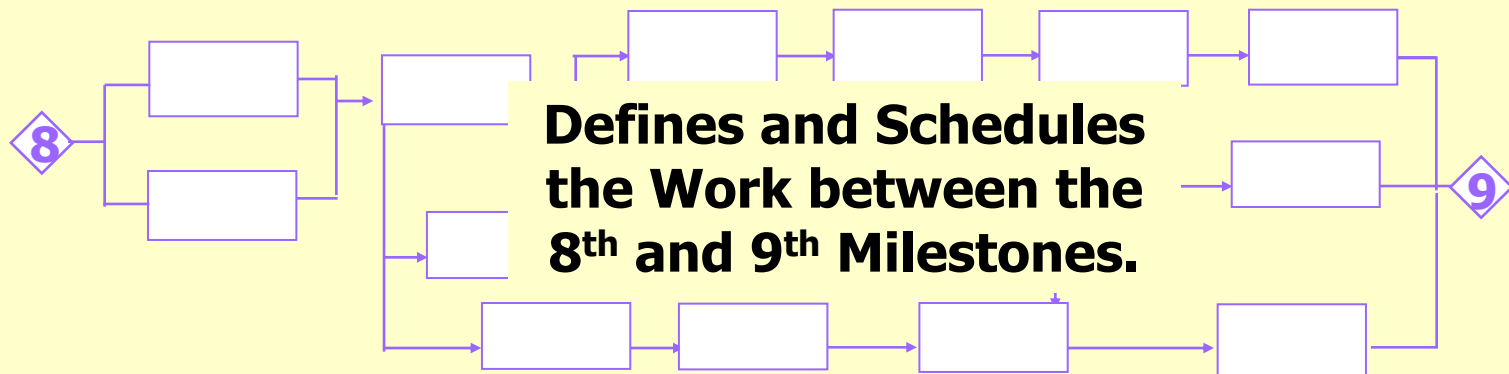 8
Defines and Schedules
the Work between the
8th and 9th Milestones.
9